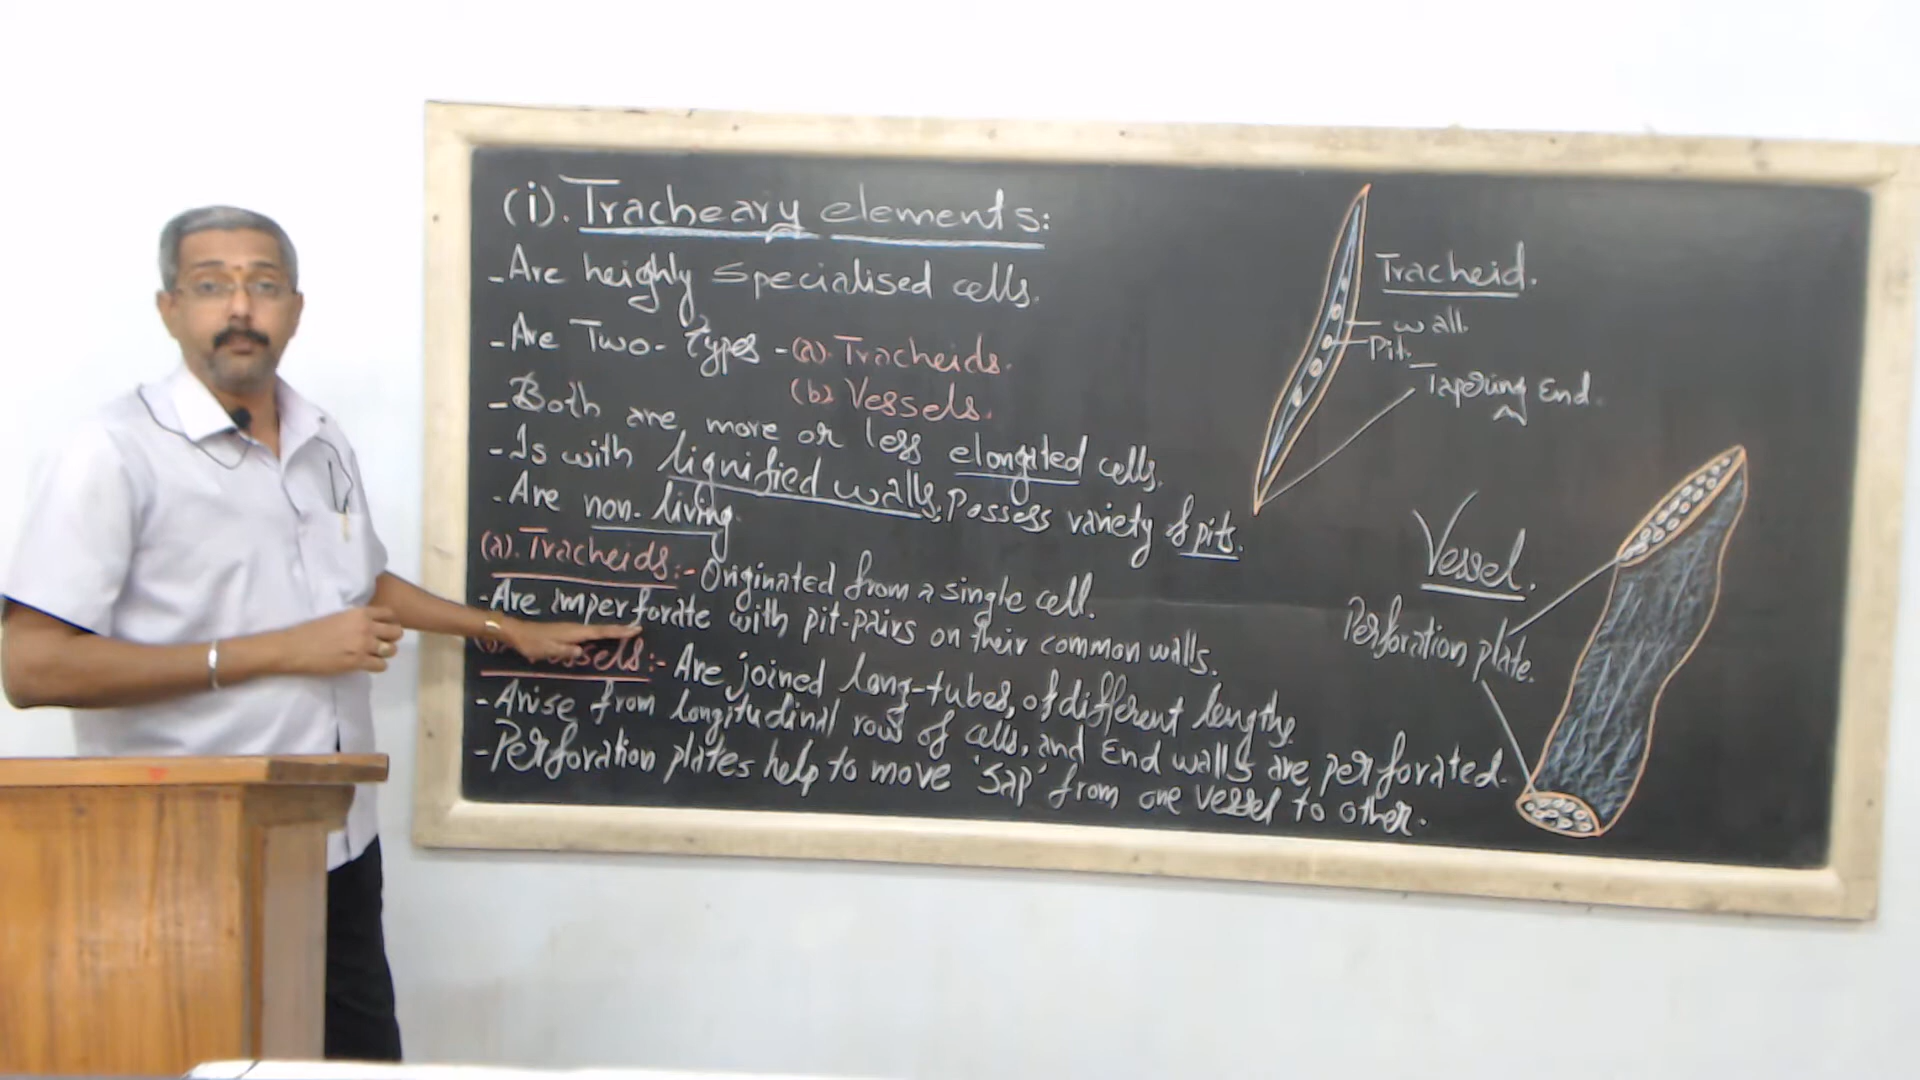 (i). Tracheary elements:
- Are heighly specialised cells.
- Are Two-Types - (a). Tracheids.
(b) Vessels.
- Both are more or less elongated cells.
- Is with lignified walls, Possess variety of pits.
- Are non-living.
(a). Tracheids:- Originated from a single cell.
- Are imperforate with pit-pairs on their common walls.
Vessels:- Are joined long-tubes, of different lengths.
- Arise from longitudinal rows of cells, and End walls are perforated.
- Perforation plates help to move 'Sap' from one vessel to other.
Tracheid.
wall.
Pit.
Tapering End.
Vessel.
Perforation plate.